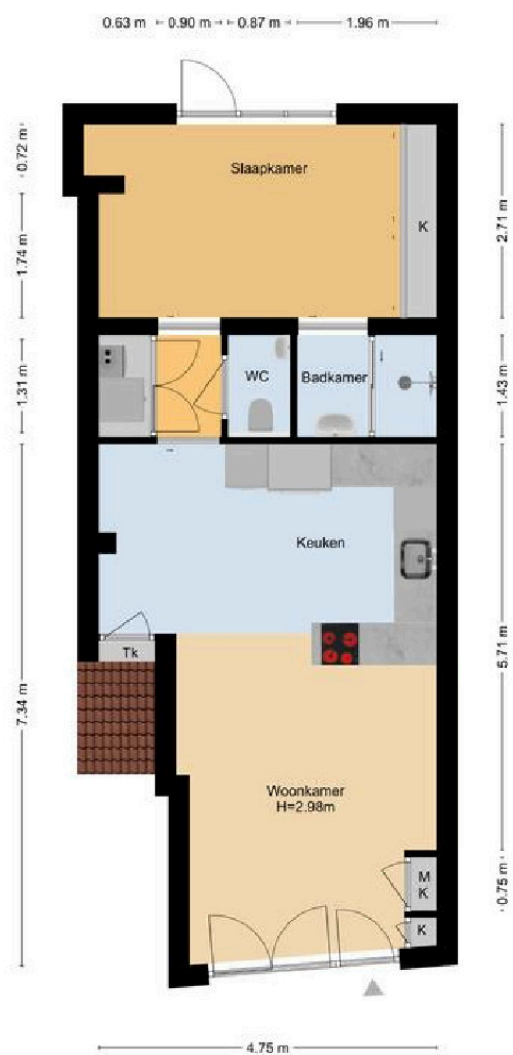 0.63 m 0.90 m 0.87 m 1.96 m
0.72 m
1.74 m
1.31 m
7.34 m
2.71 m
1.43 m
5.71 m
0.75 m
Slaapkamer
K
WC
Badkamer
Keuken
Tk
Woonkamer
H=2.98m
M
K
K
4.75 m